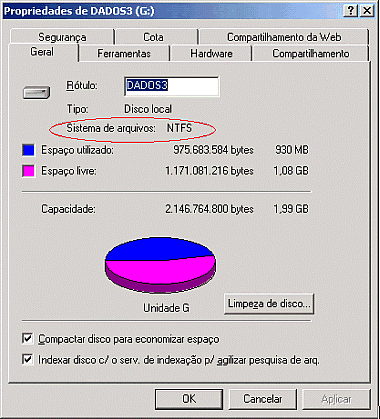 Propriedades de DADOS3 (G:)
Segurança Cota Compartilhamento da Web
Geral Ferramentas Hardware Compartilhamento
Rótulo: DADOS3
Tipo: Disco local
Sistema de arquivos: NTFS
Espaço utilizado: 975.683.584 bytes 930 MB
Espaço livre: 1.171.081.216 bytes 1,08 GB
Capacidade: 2.146.764.800 bytes 1,99 GB
Unidade G
Limpeza de disco...
Compactar disco para economizar espaço
Indexar disco c/ o serv. de indexação p/ agilizar pesquisa de arq.
OK Cancelar Aplicar